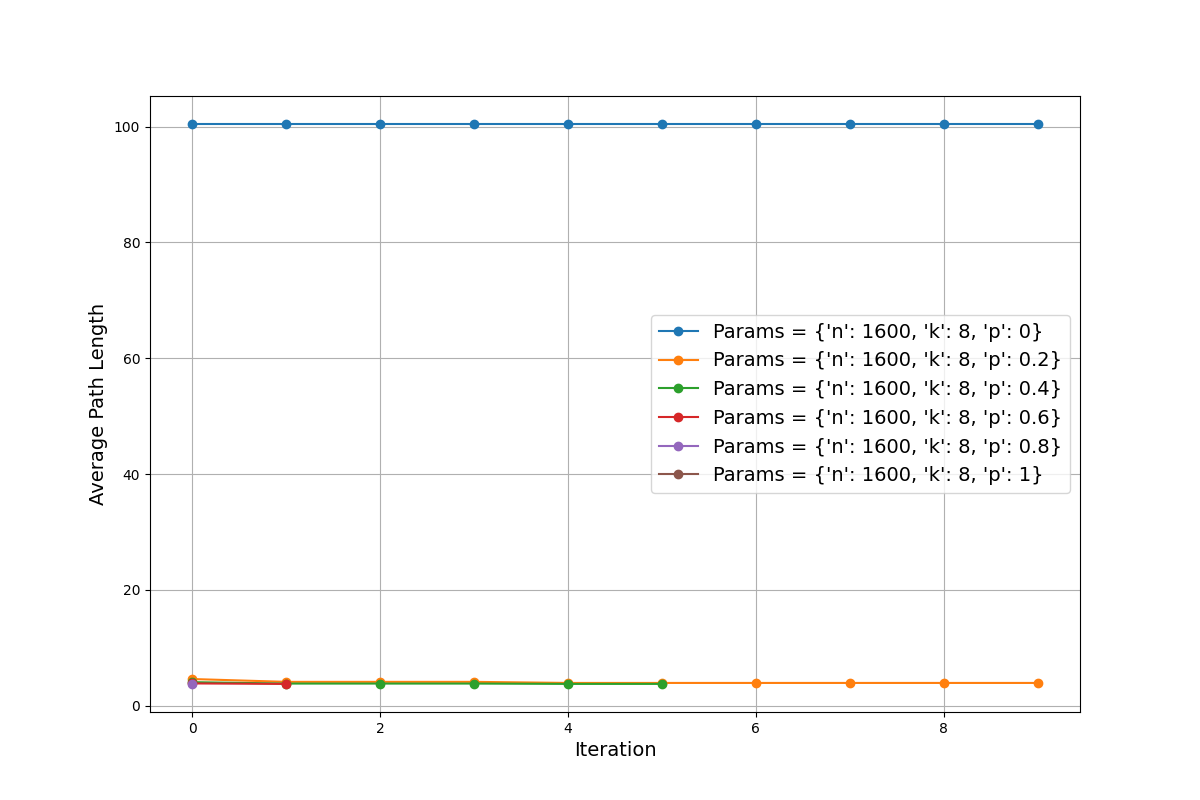 100
80
60
40
20
0
Average Path Length
Params = {'n': 1600, 'k': 8, 'p': 0}
Params = {'n': 1600, 'k': 8, 'p': 0.2}
Params = {'n': 1600, 'k': 8, 'p': 0.4}
Params = {'n': 1600, 'k': 8, 'p': 0.6}
Params = {'n': 1600, 'k': 8, 'p': 0.8}
Params = {'n': 1600, 'k': 8, 'p': 1}
0 2 4 6 8
Iteration